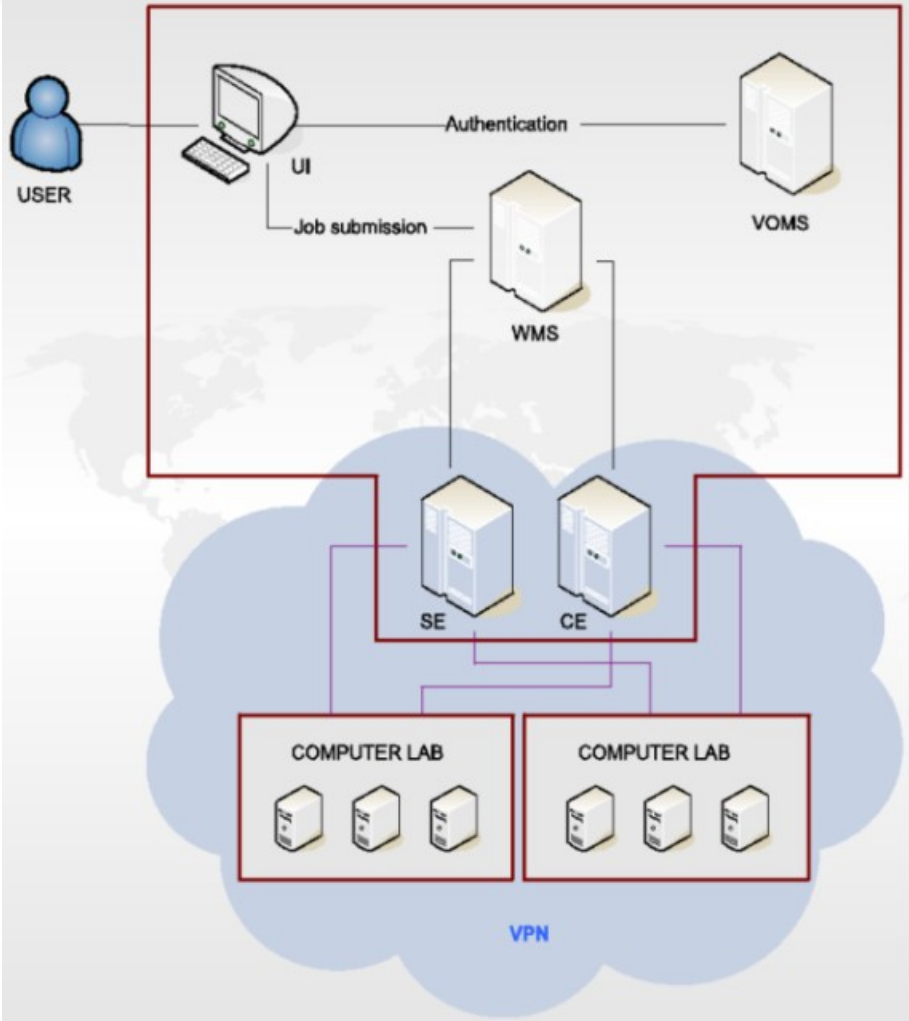 Authentication
UI
USER
VOMS
Job submission
WMS
SE
CE
COMPUTER LAB
COMPUTER LAB
VPN